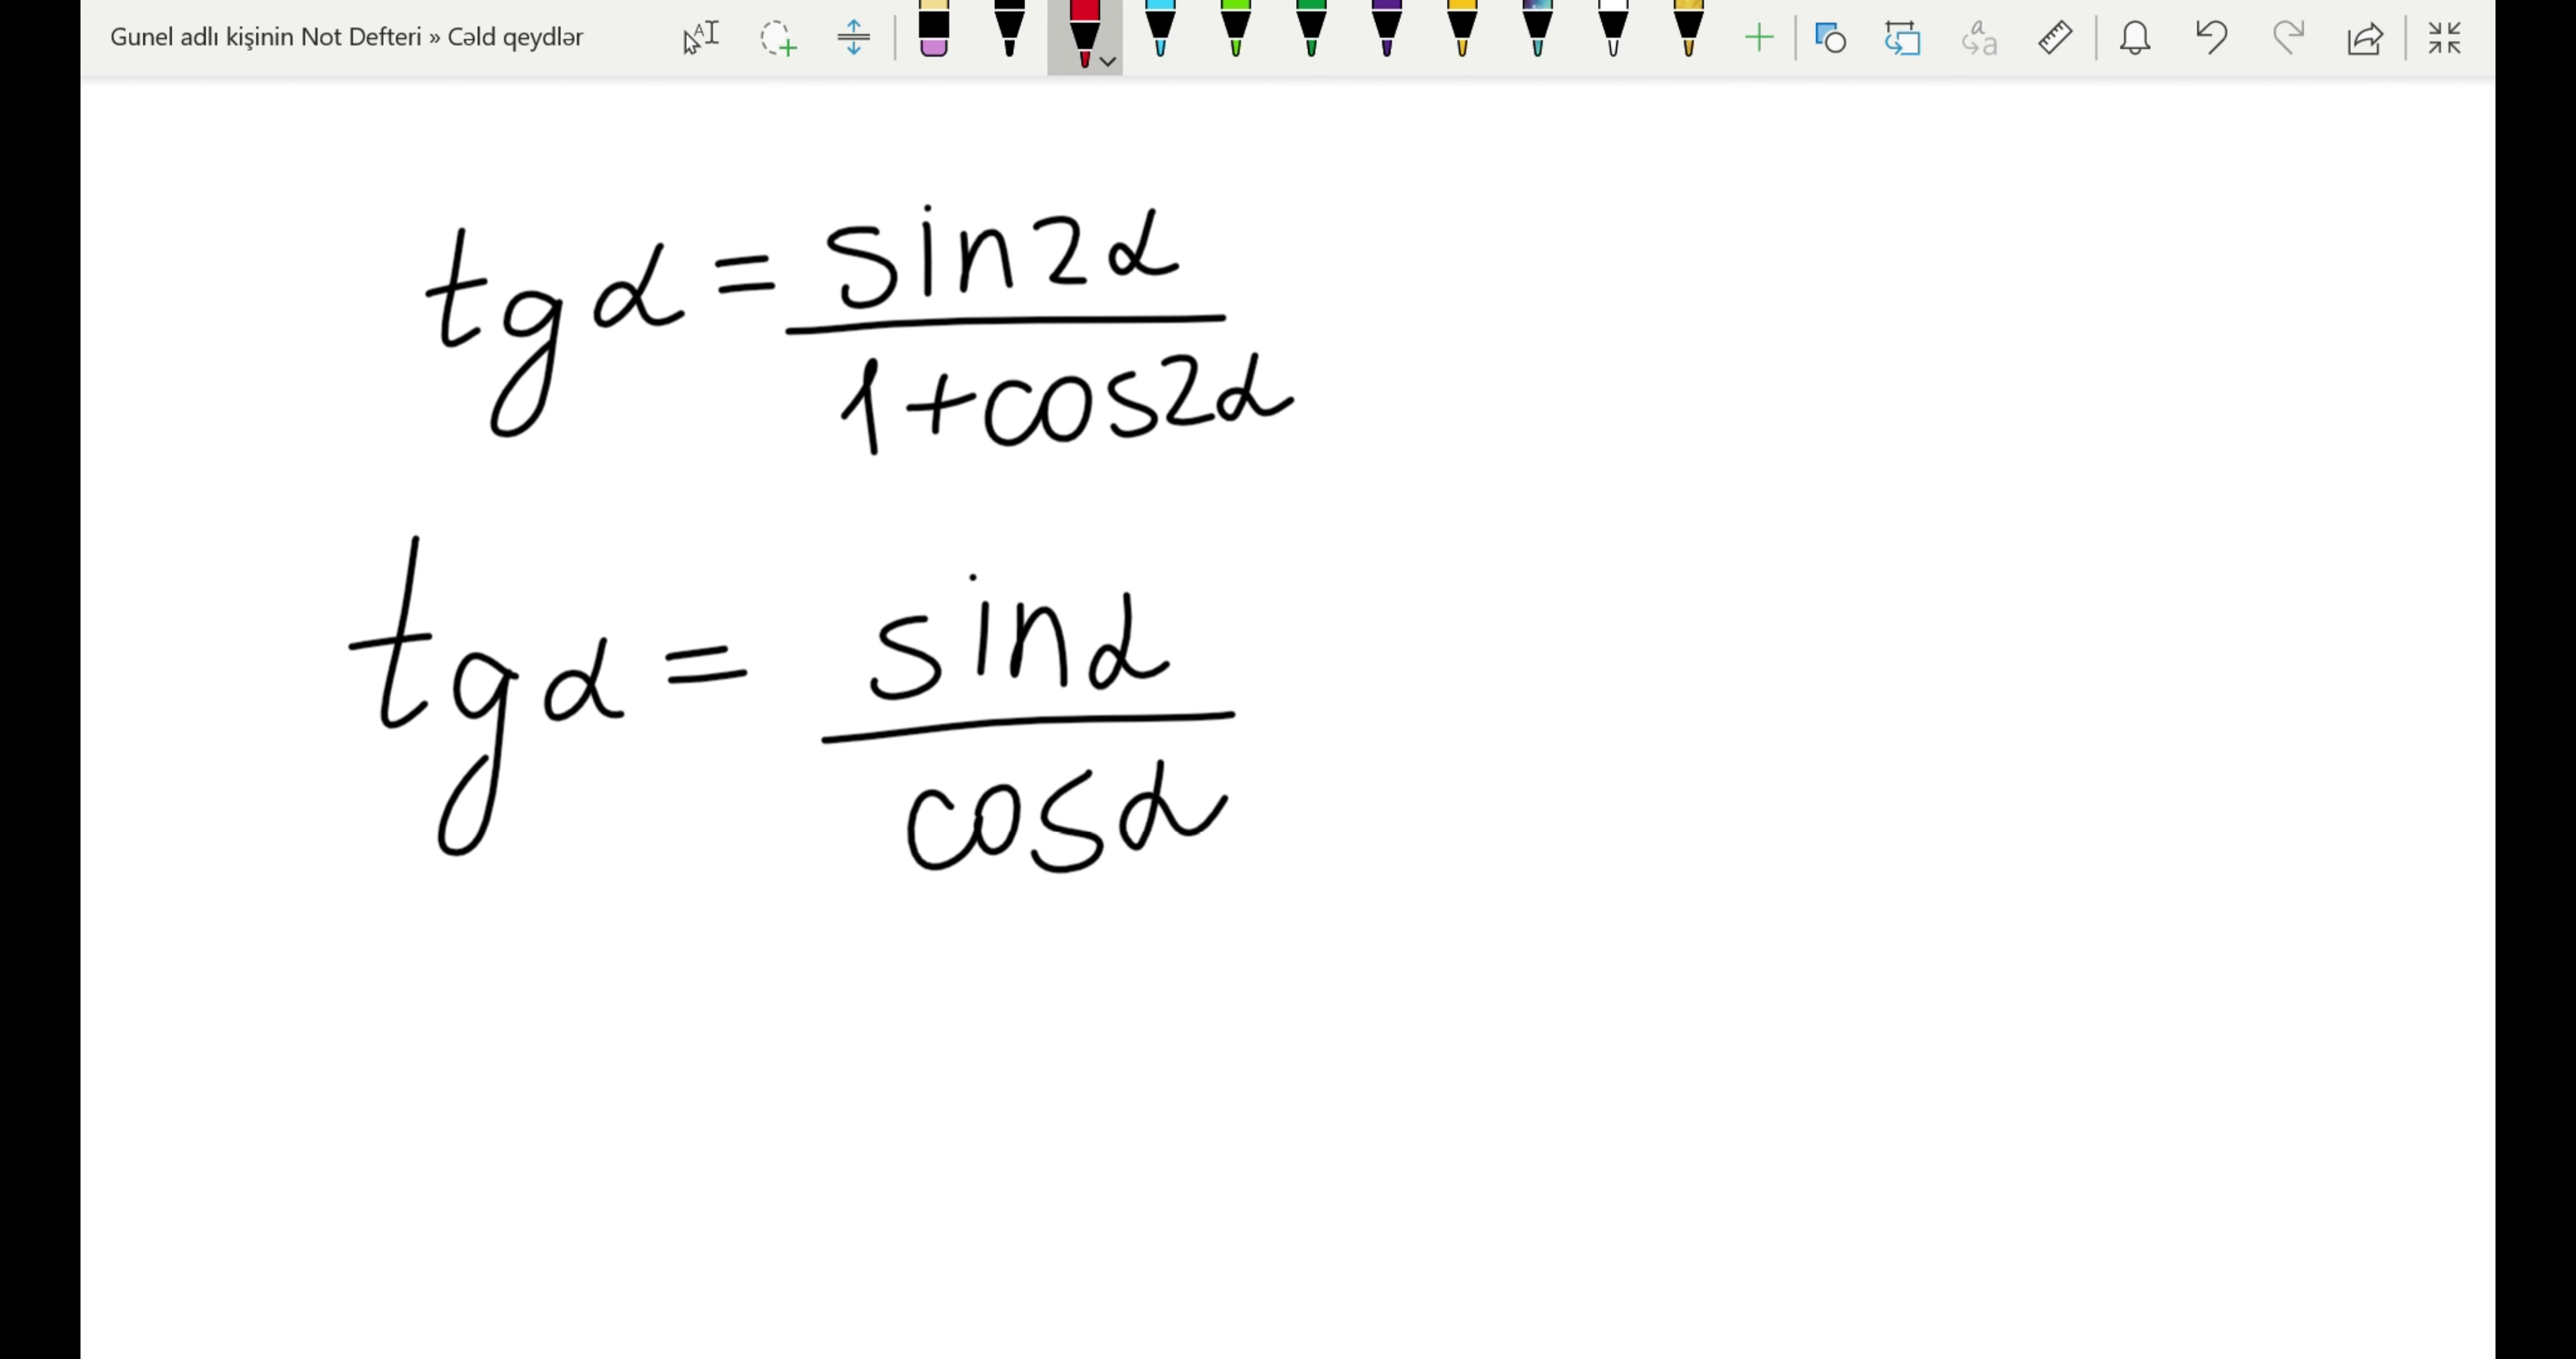 Gunel adlı kişinin Not Defteri » Cəld qeydlər
tgα = sin2α / 1+cos2α
tgα = sinα / cosα